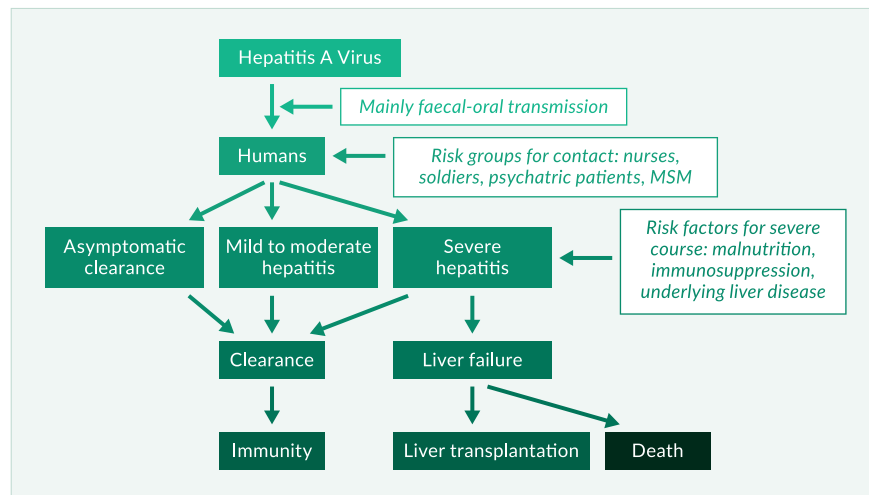 Hepatitis A Virus
Mainly faecal-oral transmission
Humans
Risk groups for contact: nurses,
soldiers, psychatric patients, MSM
Asymptomatic
clearance
Mild to moderate
hepatitis
Severe
hepatitis
Risk factors for severe
course: malnutrition,
immunosuppression,
underlying liver disease
Clearance
Liver failure
Immunity
Liver transplantation
Death